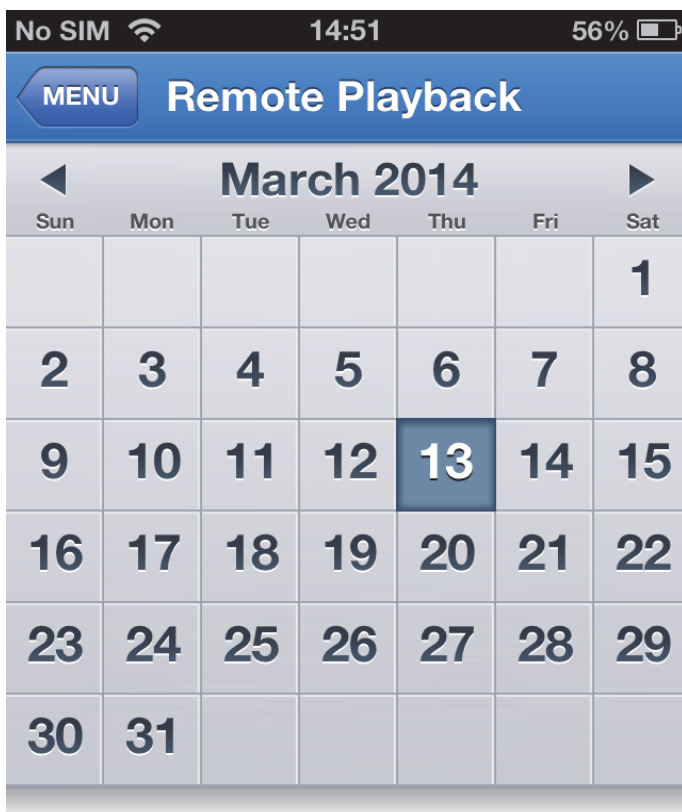 No SIM 14:51 56%
MENU Remote Playback
March 2014
Sun Mon Tue Wed Thu Fri Sat
1
2 3 4 5 6 7 8
9 10 11 12 13 14 15
16 17 18 19 20 21 22
23 24 25 26 27 28 29
30 31